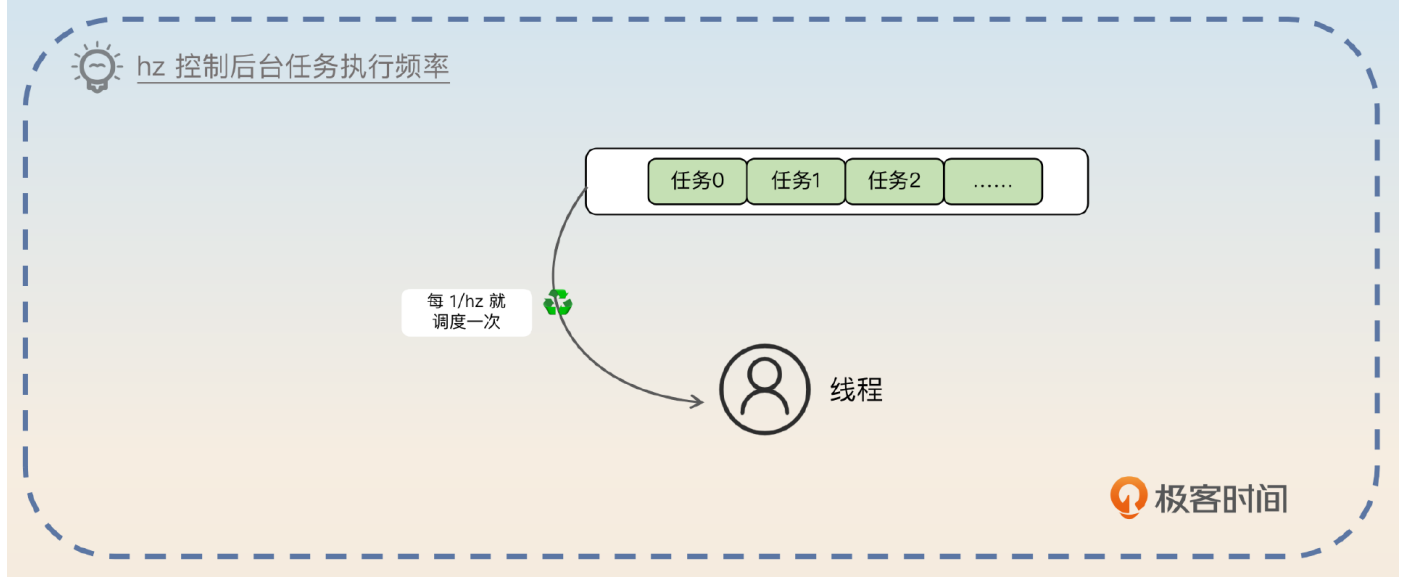 hz 控制后台任务执行频率
任务0 任务1 任务2 ……
每 1/hz 就
调度一次
线程
极客时间